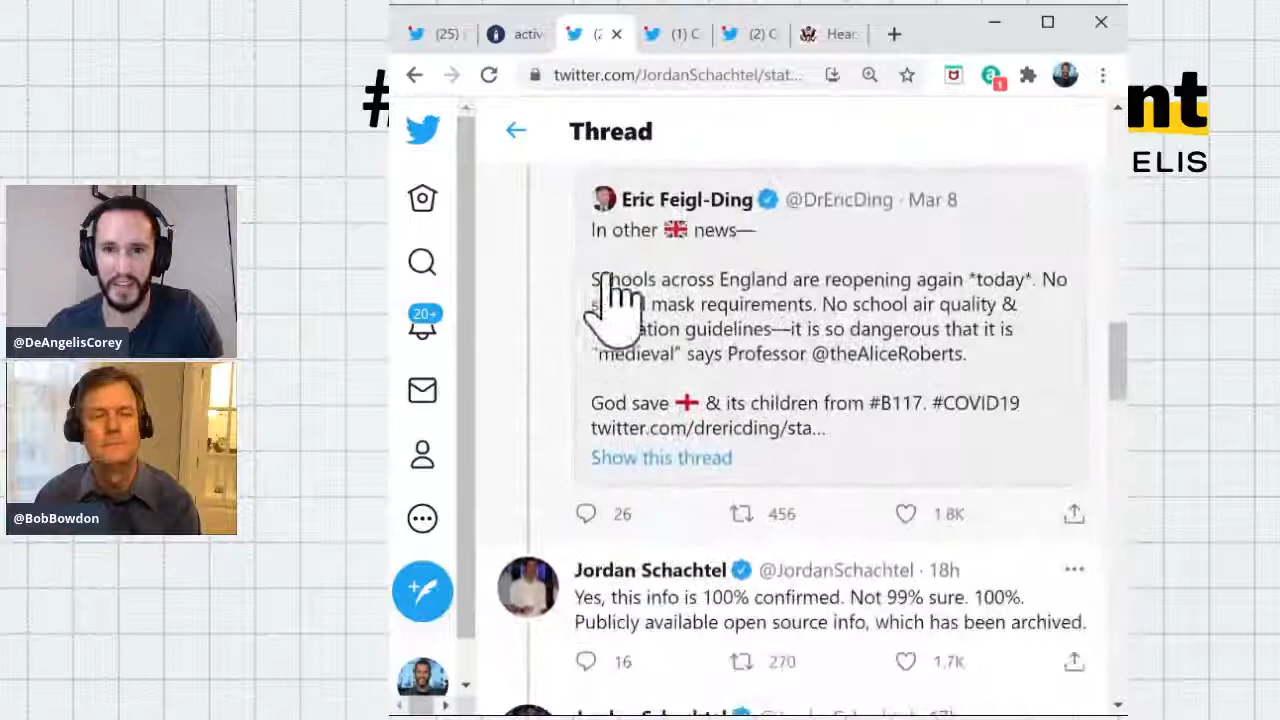 (25)
activ
(2
(1) C
(2) C
Hear
twitter.com/JordanSchachtel/stat...
1
#
nt
ELIS
Thread
Eric Feigl-Ding @DrEricDing · Mar 8
In other news—
Schools across England are reopening again *today*. No
mask requirements. No school air quality &
guidelines—it is so dangerous that it is
"medieval" says Professor @theAliceRoberts.
God save & its children from #B117. #COVID19
twitter.com/drericding/sta...
Show this thread
26 456 1.8K
Jordan Schachtel @JordanSchachtel · 18h
Yes, this info is 100% confirmed. Not 99% sure. 100%.
Publicly available open source info, which has been archived.
16 270 1.7K
20+
@DeAngelisCorey
@BobBowdon